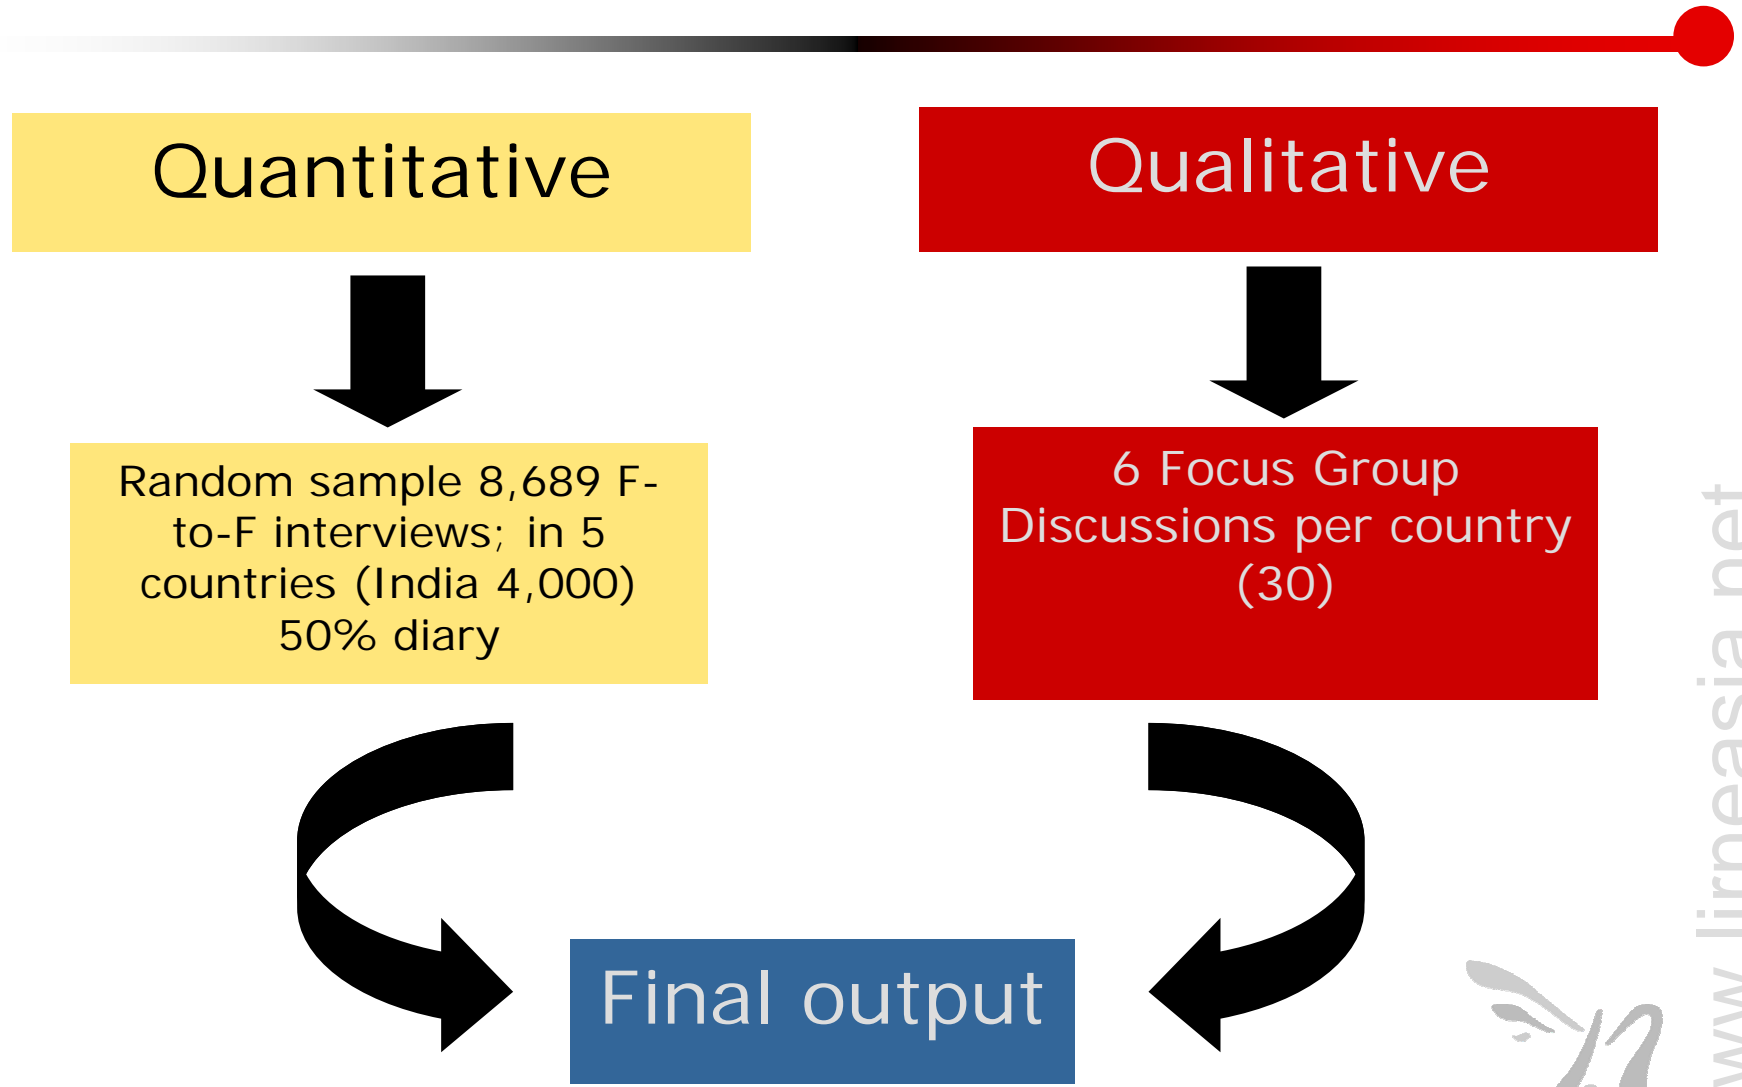 Quantitative
Qualitative
Random sample 8,689 F-
to-F interviews; in 5
countries (India 4,000)
50% diary
6 Focus Group
Discussions per country
(30)
Final output
www.lirneasia.net